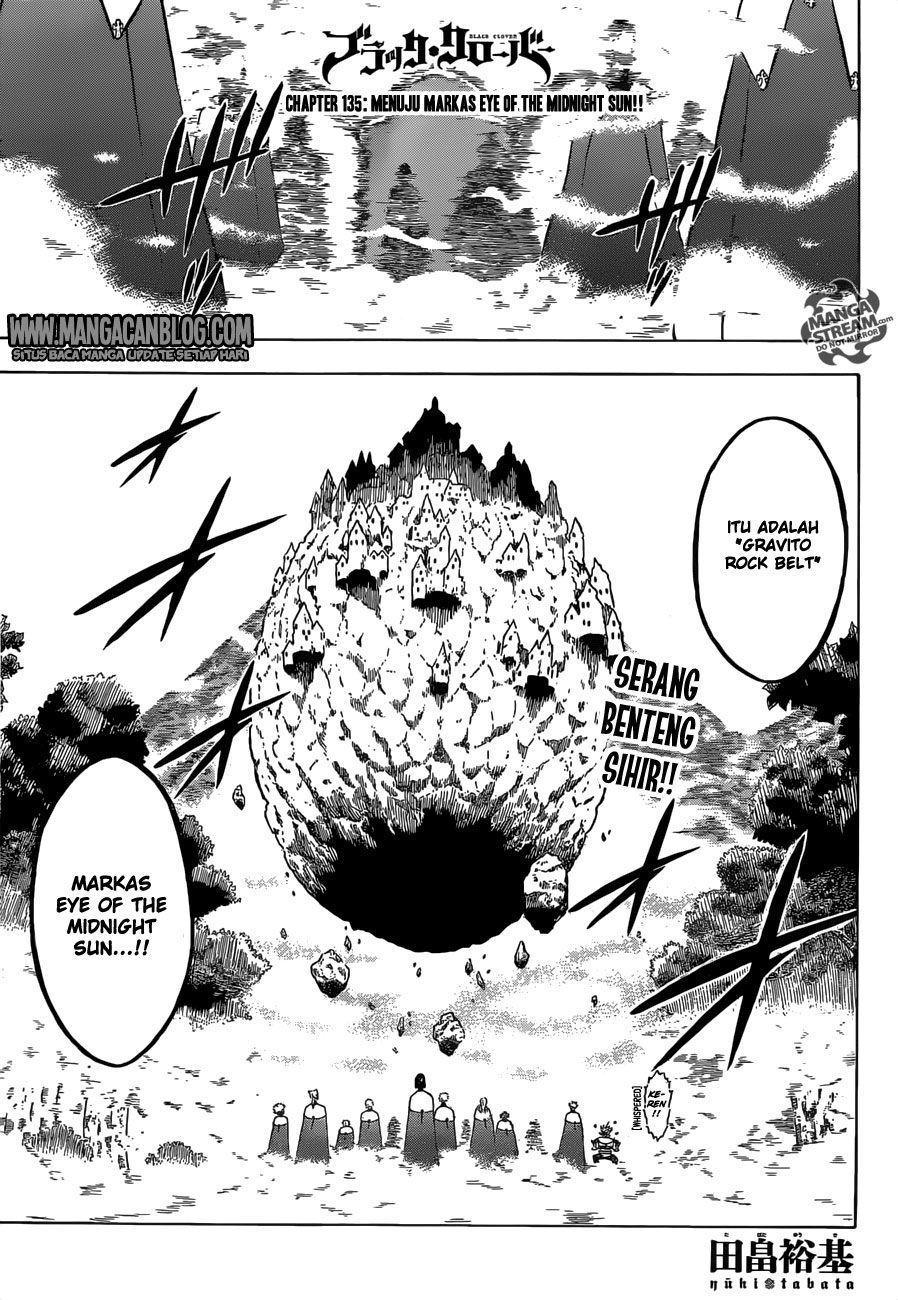 ブラック・クローバー
BLACK CLOVER
CHAPTER 135: MENUJU MARKAS EYE OF THE MIDNIGHT SUN!!
WWW.MANGACANBLOG.COM
SITUS BACA MANGA UPDATE SETIAP HARI
MANGA
-STREAM.com
DO NOT MIRROR
ITU ADALAH
"GRAVITO
ROCK BELT"
SERANG
BENTENG
SIHIR!!
MARKAS
EYE OF THE
MIDNIGHT
SUN...!!
[WHISPERED]
KE-
REN
!!
田畠裕基
yūki tabata